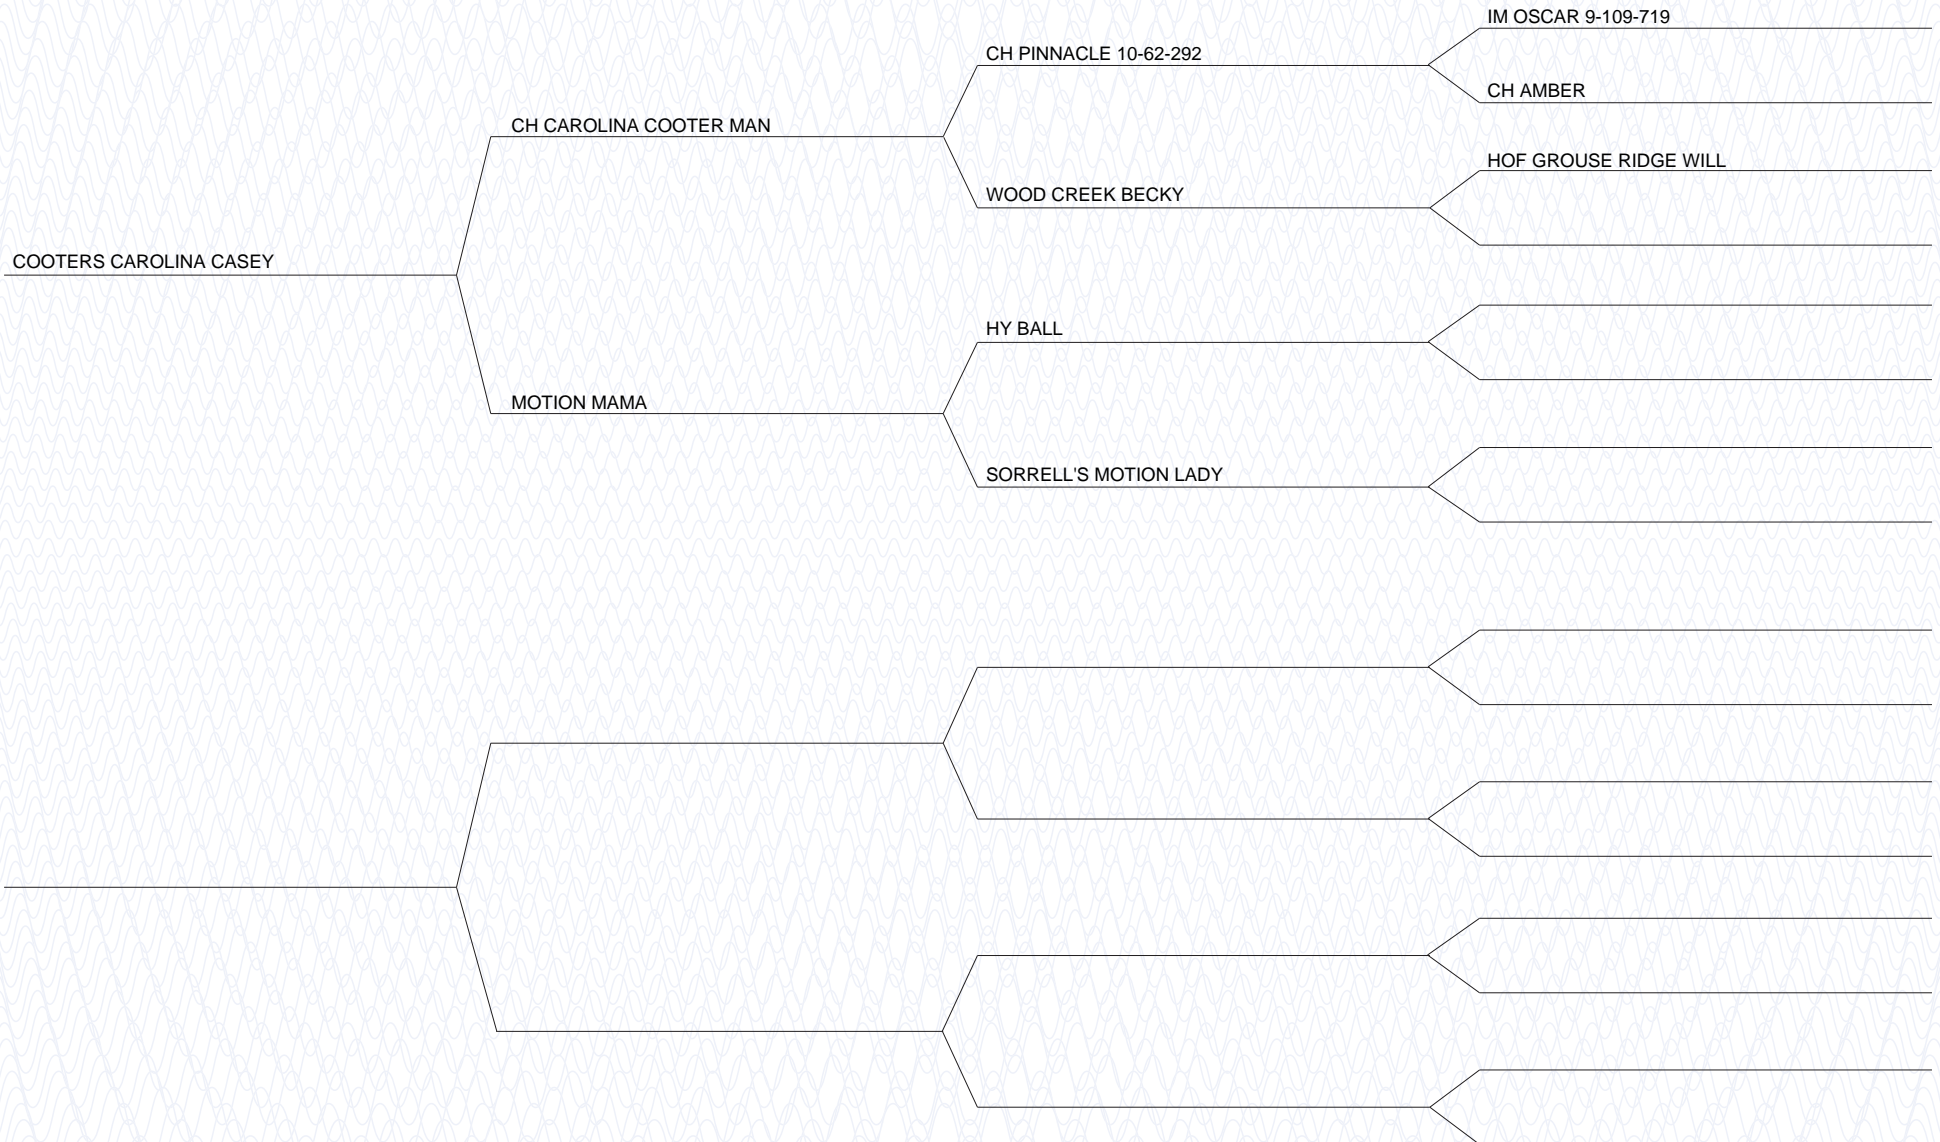 IM OSCAR 9-109-719
CH PINNACLE 10-62-292
CH AMBER
CH CAROLINA COOTER MAN
HOF GROUSE RIDGE WILL
WOOD CREEK BECKY
COOTERS CAROLINA CASEY
HY BALL
MOTION MAMA
SORRELL'S MOTION LADY